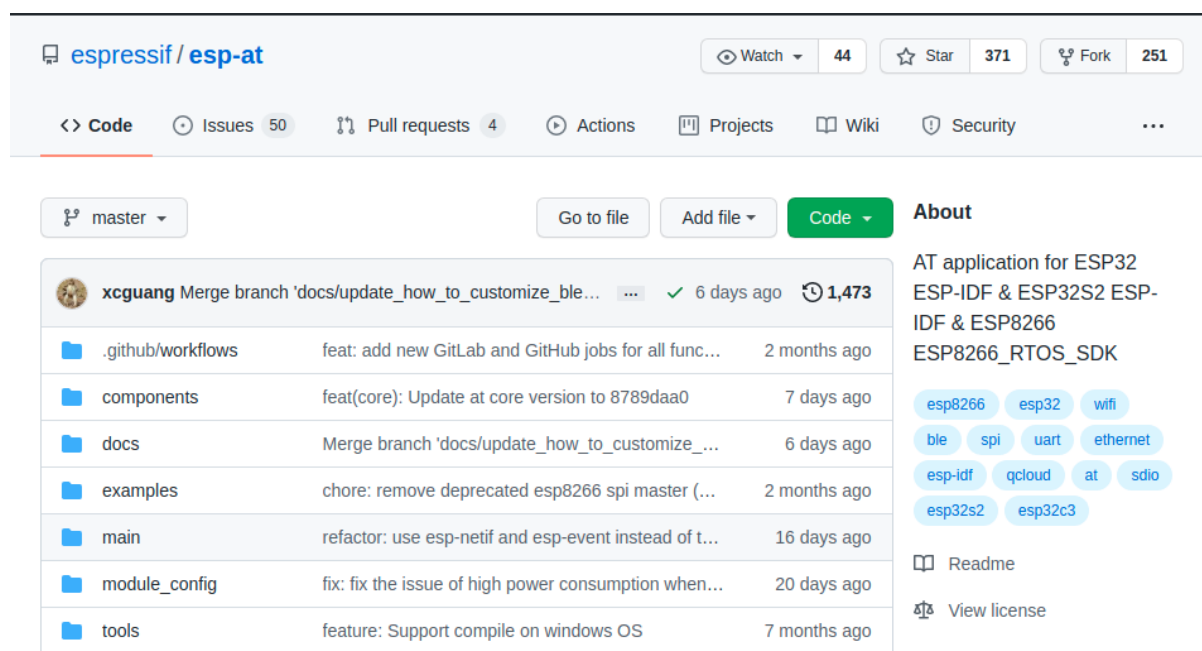 espressif / esp-at
Watch 44 Star 371 Fork 251
Code Issues 50 Pull requests 4 Actions Projects Wiki Security ...
master Go to file Add file Code
xcguang Merge branch 'docs/update_how_to_customize_ble... ... 6 days ago 1,473
.github/workflows feat: add new GitLab and GitHub jobs for all func... 2 months ago
components feat(core): Update at core version to 8789daa0 7 days ago
docs Merge branch 'docs/update_how_to_customize_... 6 days ago
examples chore: remove deprecated esp8266 spi master (... 2 months ago
main refactor: use esp-netif and esp-event instead of t... 16 days ago
module_config fix: fix the issue of high power consumption when... 20 days ago
tools feature: Support compile on windows OS 7 months ago
About
AT application for ESP32
ESP-IDF & ESP32S2 ESP-
IDF & ESP8266
ESP8266_RTOS_SDK
esp8266 esp32 wifi
ble spi uart ethernet
esp-idf qcloud at sdio
esp32s2 esp32c3
Readme
View license